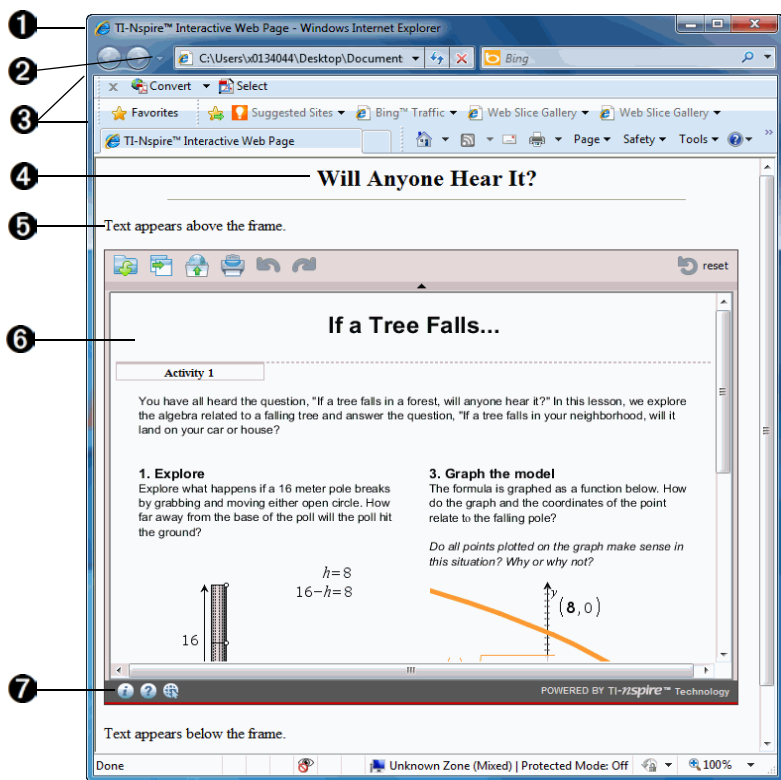 ❶ TI-Nspire™ Interactive Web Page - Windows Internet Explorer
❷ C:\Users\x0134044\Desktop\Document Bing
❸ x Convert Select
Favorites Suggested Sites Bing™ Traffic Web Slice Gallery Web Slice Gallery
TI-Nspire™ Interactive Web Page Page Safety Tools »
❹ Will Anyone Hear It?
❺ Text appears above the frame.
reset
❻ If a Tree Falls...
Activity 1
You have all heard the question, "If a tree falls in a forest, will anyone hear it?" In this lesson, we explore
the algebra related to a falling tree and answer the question, "If a tree falls in your neighborhood, will it
land on your car or house?
1. Explore
Explore what happens if a 16 meter pole breaks
by grabbing and moving either open circle. How
far away from the base of the poll will the poll hit
the ground?
h=8
16-h=8
16
3. Graph the model
The formula is graphed as a function below. How
do the graph and the coordinates of the point
relate to the falling pole?
Do all points plotted on the graph make sense in
this situation? Why or why not?
y
(8,0)
❼ POWERED BY TI-nspire™ Technology
Text appears below the frame.
Done Unknown Zone (Mixed) | Protected Mode: Off 100%